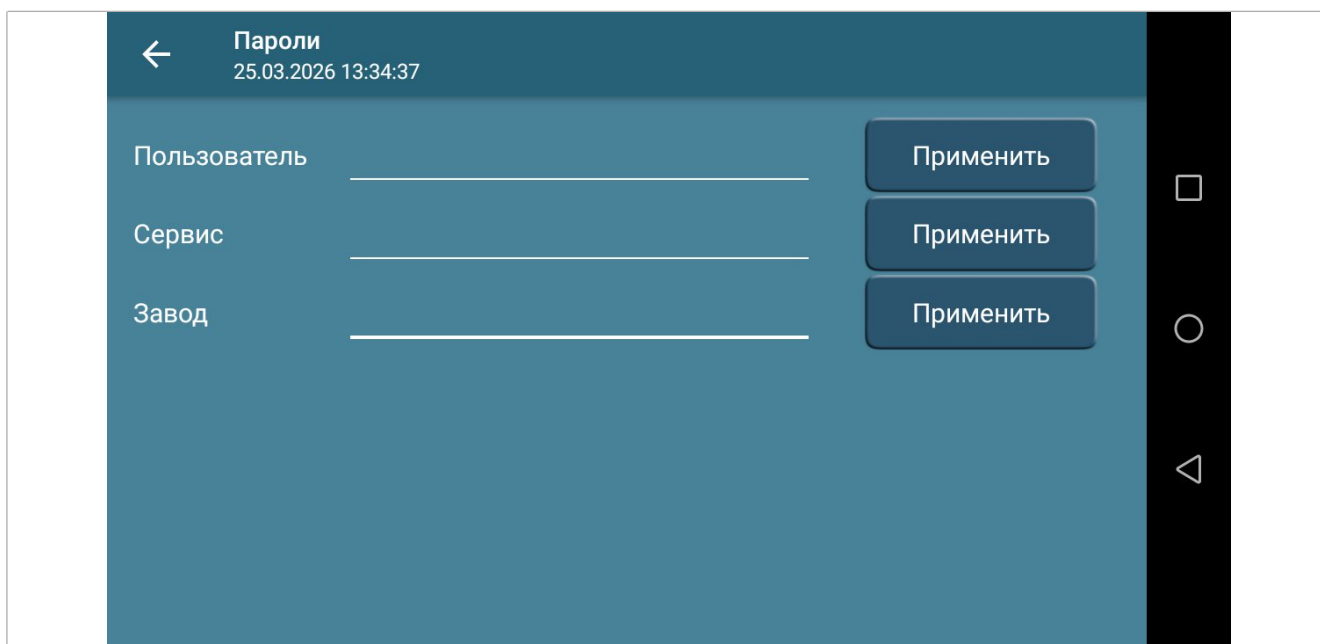 Пароли
25.03.2026 13:34:37
Пользователь
Применить
Сервис
Применить
Завод
Применить